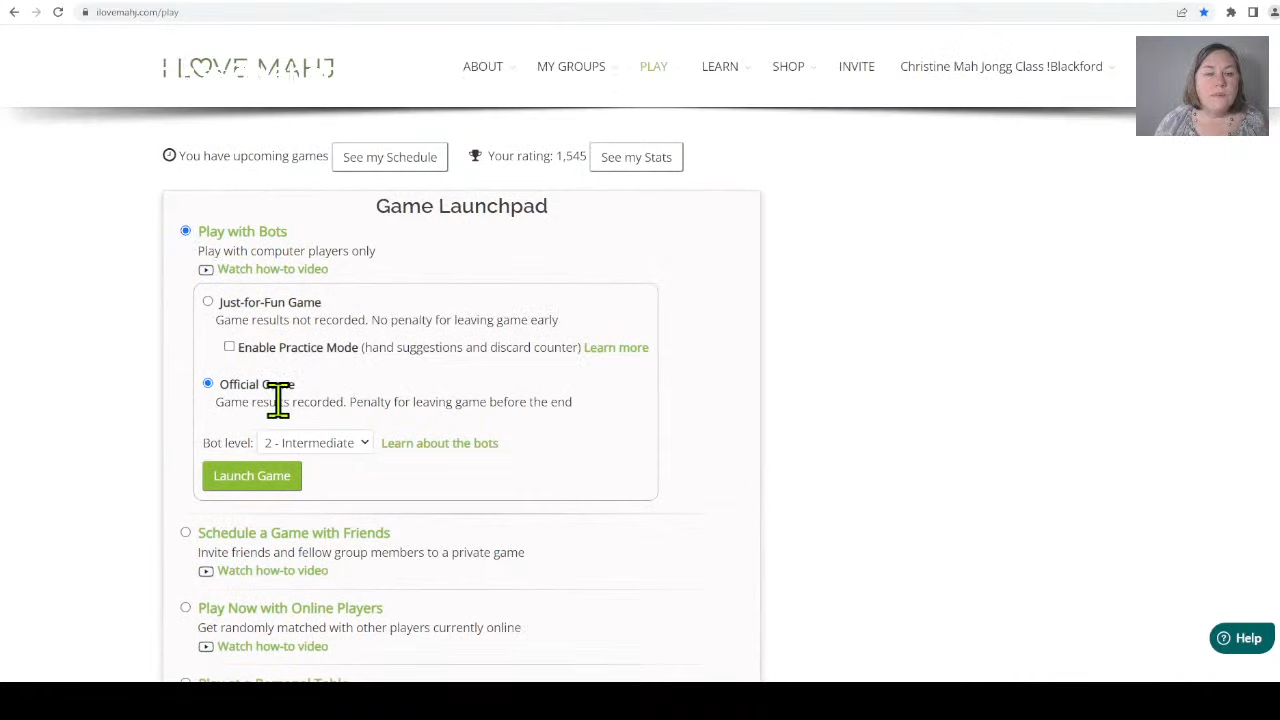 ilovemahj.com/play
I LOVE MAHJ
ABOUT
MY GROUPS
PLAY
LEARN
SHOP
INVITE
Christine Mah Jongg Class !Blackford
You have upcoming games
See my Schedule
Your rating: 1,545
See my Stats
Game Launchpad
Play with Bots
Play with computer players only
Watch how-to video
Just-for-Fun Game
Game results not recorded. No penalty for leaving game early
Enable Practice Mode (hand suggestions and discard counter) Learn more
Official Game
Game results recorded. Penalty for leaving game before the end
Bot level: 2 - Intermediate
Learn about the bots
Launch Game
Schedule a Game with Friends
Invite friends and fellow group members to a private game
Watch how-to video
Play Now with Online Players
Get randomly matched with other players currently online
Watch how-to video
Help